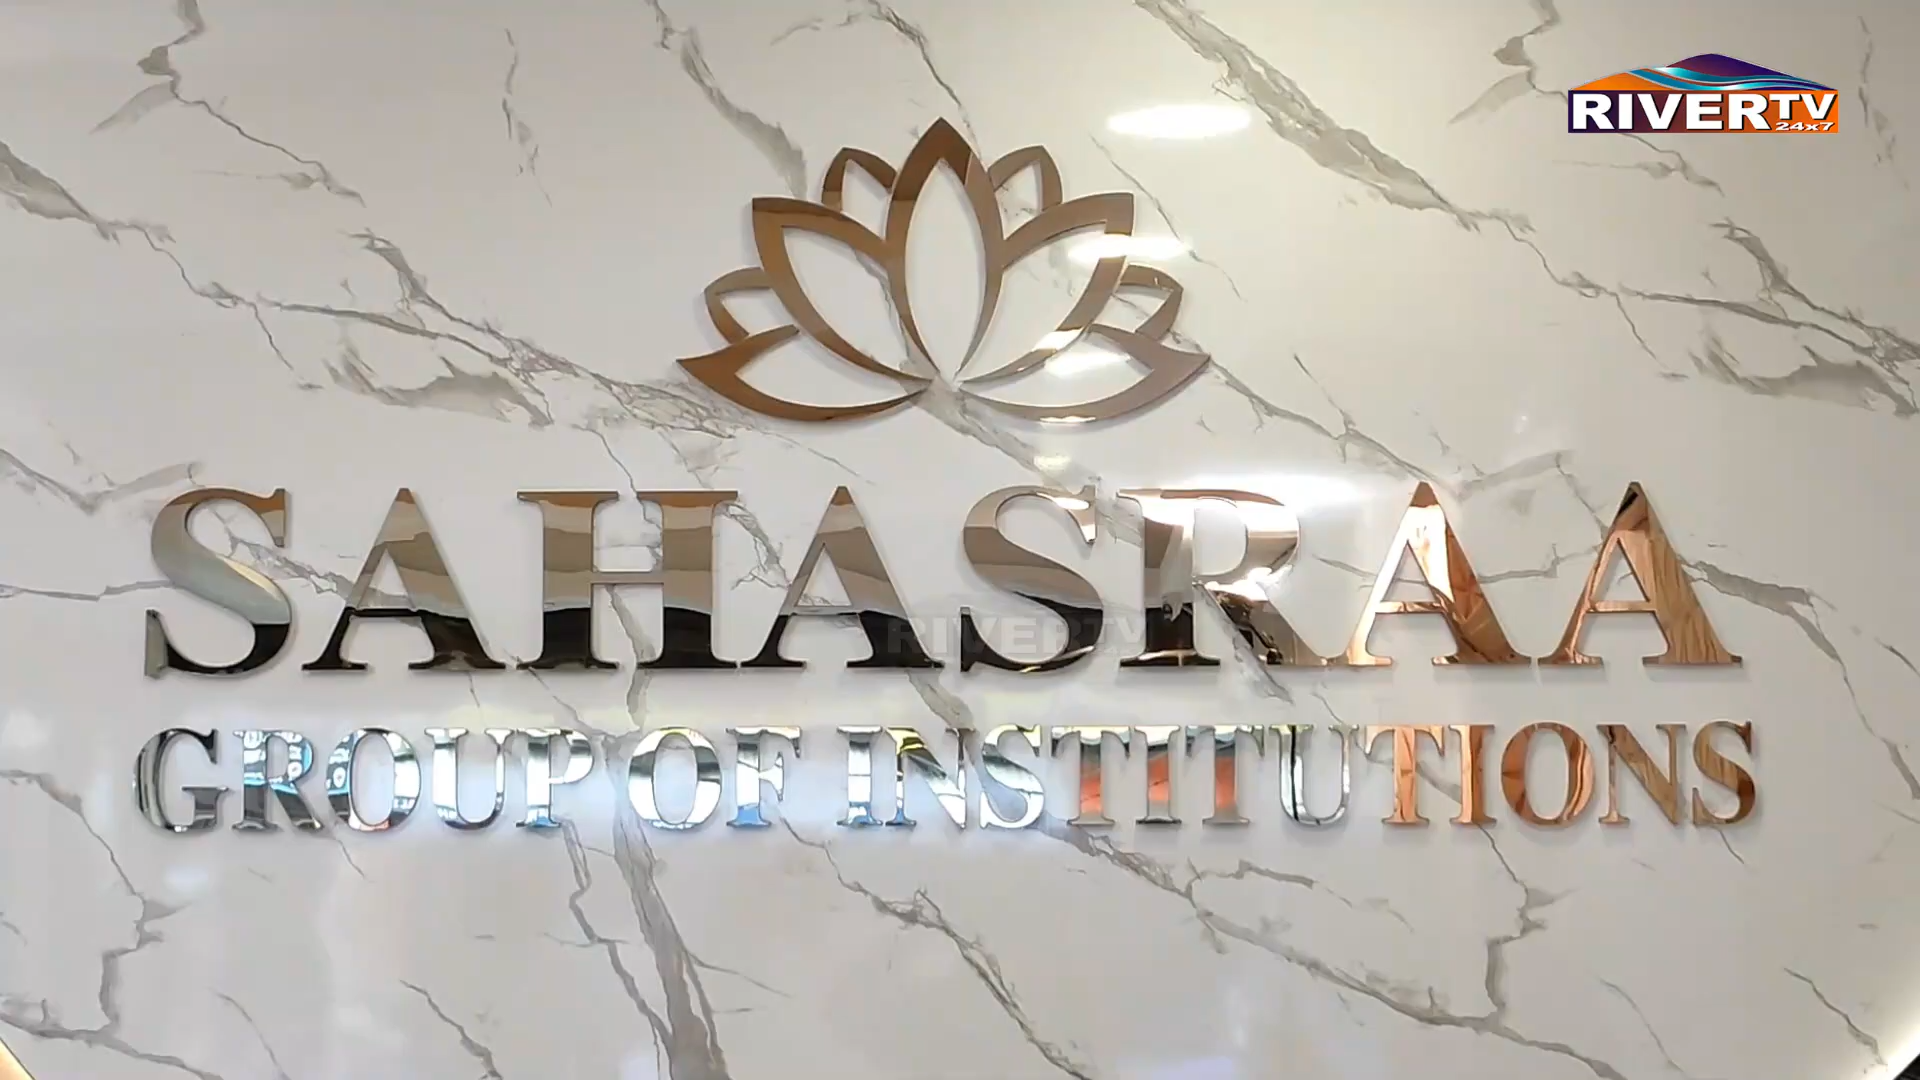 RIVERTV
24x7
SAHASRAA
RIVERTV
GROUP OF INSTITUTIONS